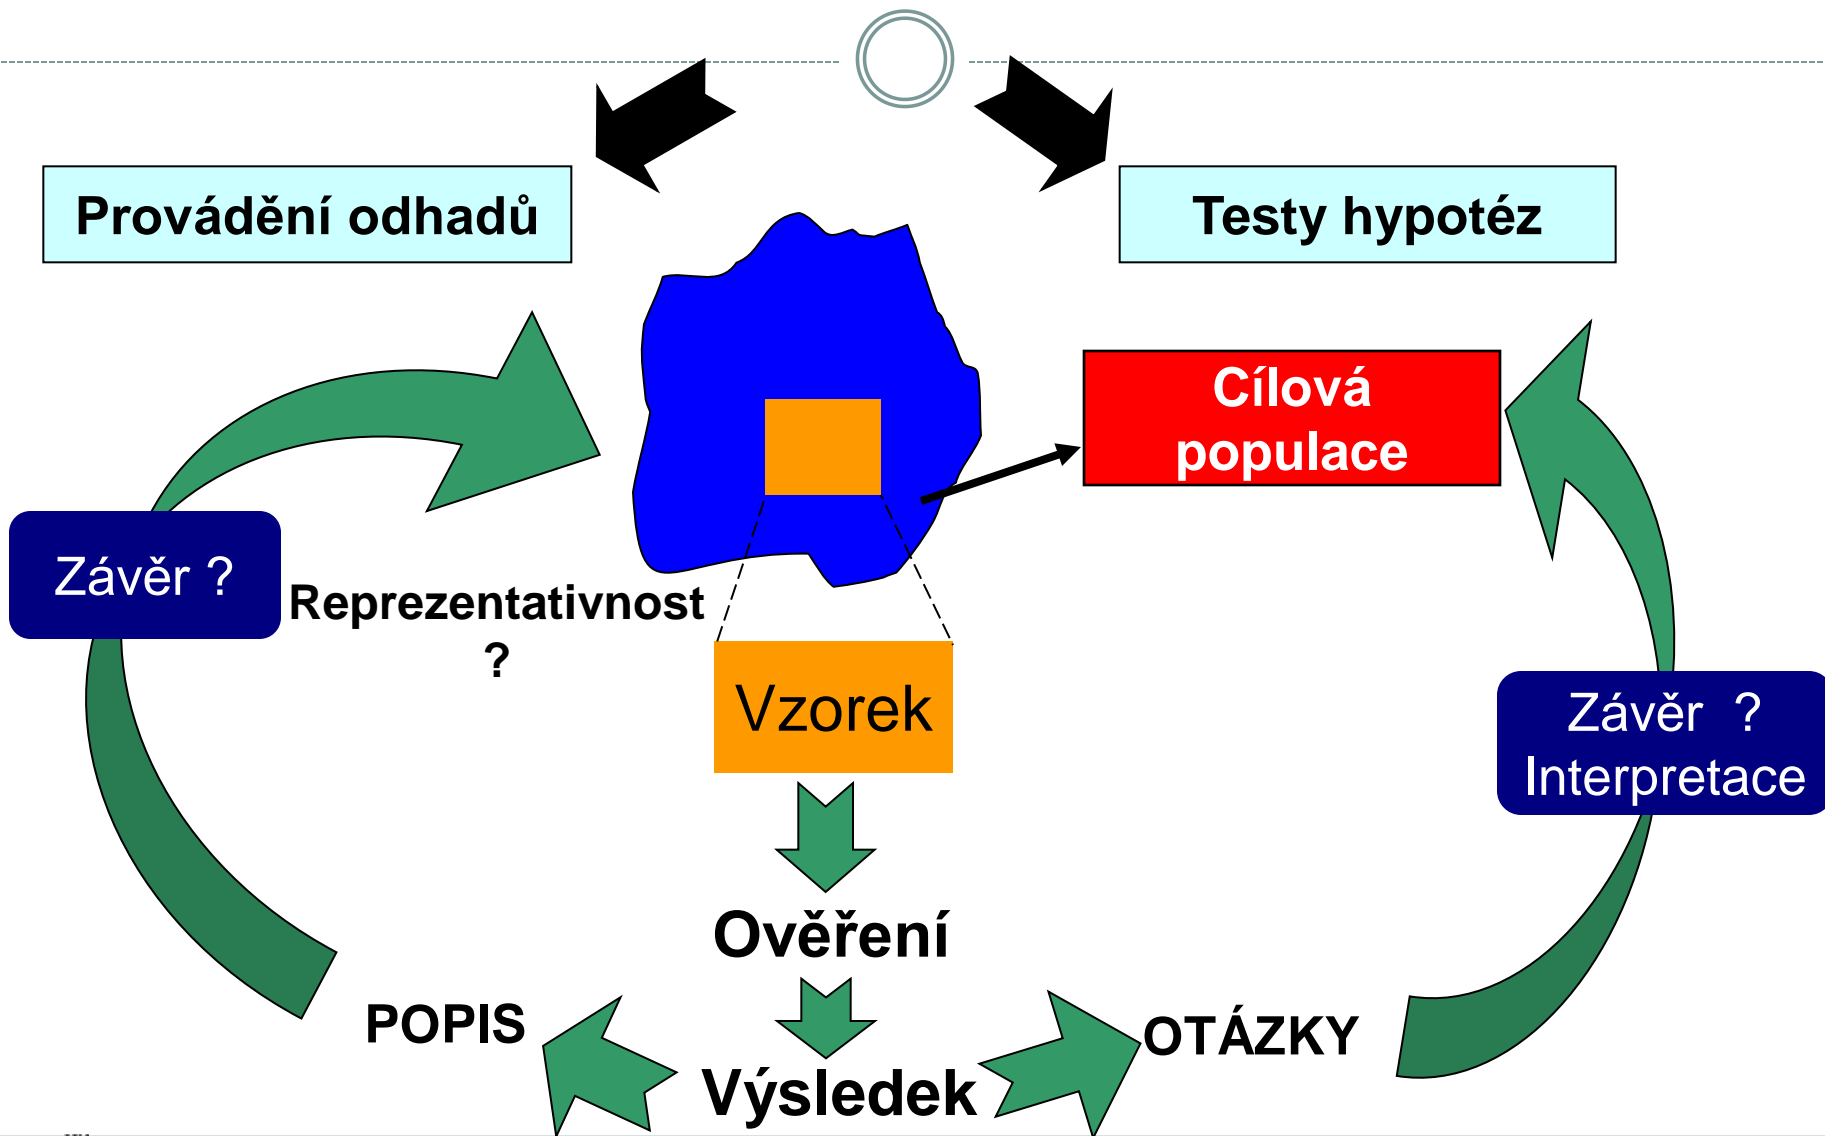 Provádění odhadů
Testy hypotéz
Cílová
populace
Závěr ?
Reprezentativnost
?
Vzorek
Závěr ?
Interpretace
Ověření
POPIS
OTÁZKY
Výsledek